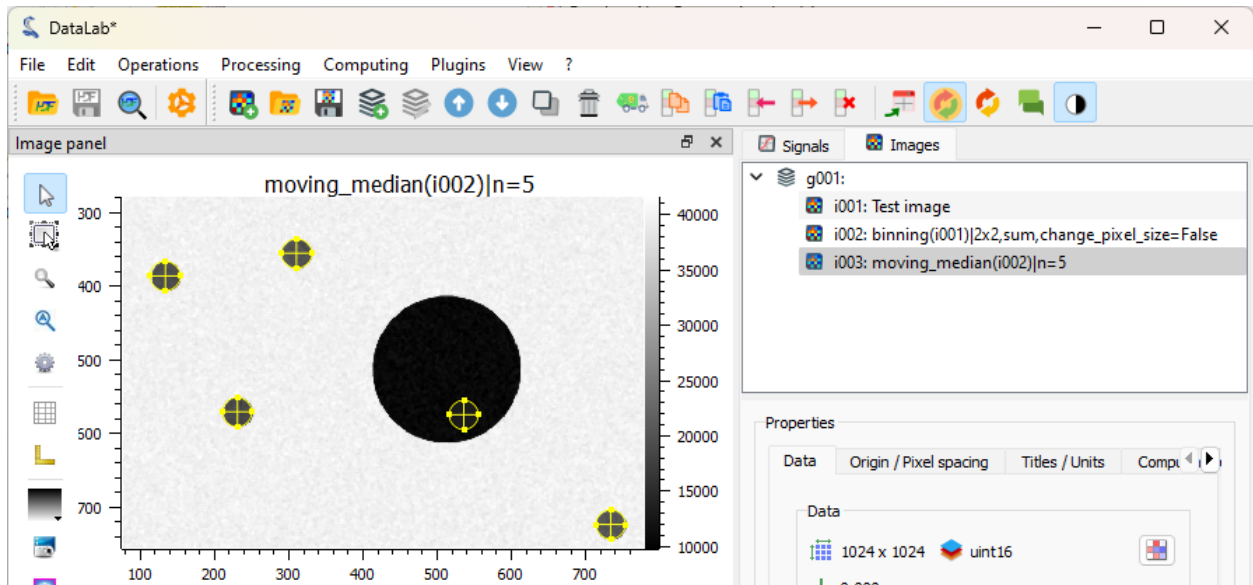 DataLab*
File Edit Operations Processing Computing Plugins View ?
Image panel
moving_median(i002)|n=5
300
400
500
600
700
100 200 300 400 500 600 700
40000
35000
30000
25000
20000
15000
10000
Signals Images
g001:
i001: Test image
i002: binning(i001)|2x2,sum,change_pixel_size=False
i003: moving_median(i002)|n=5
Properties
Data Origin / Pixel spacing Titles / Units
Data
1024 x 1024 uint16